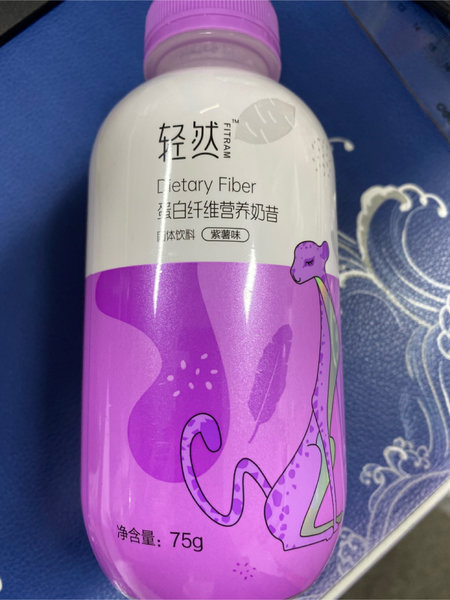 轻然
FITRAM
TM
Dietary Fiber
蛋白纤维营养奶昔
固体饮料 紫薯味
净含量: 75g